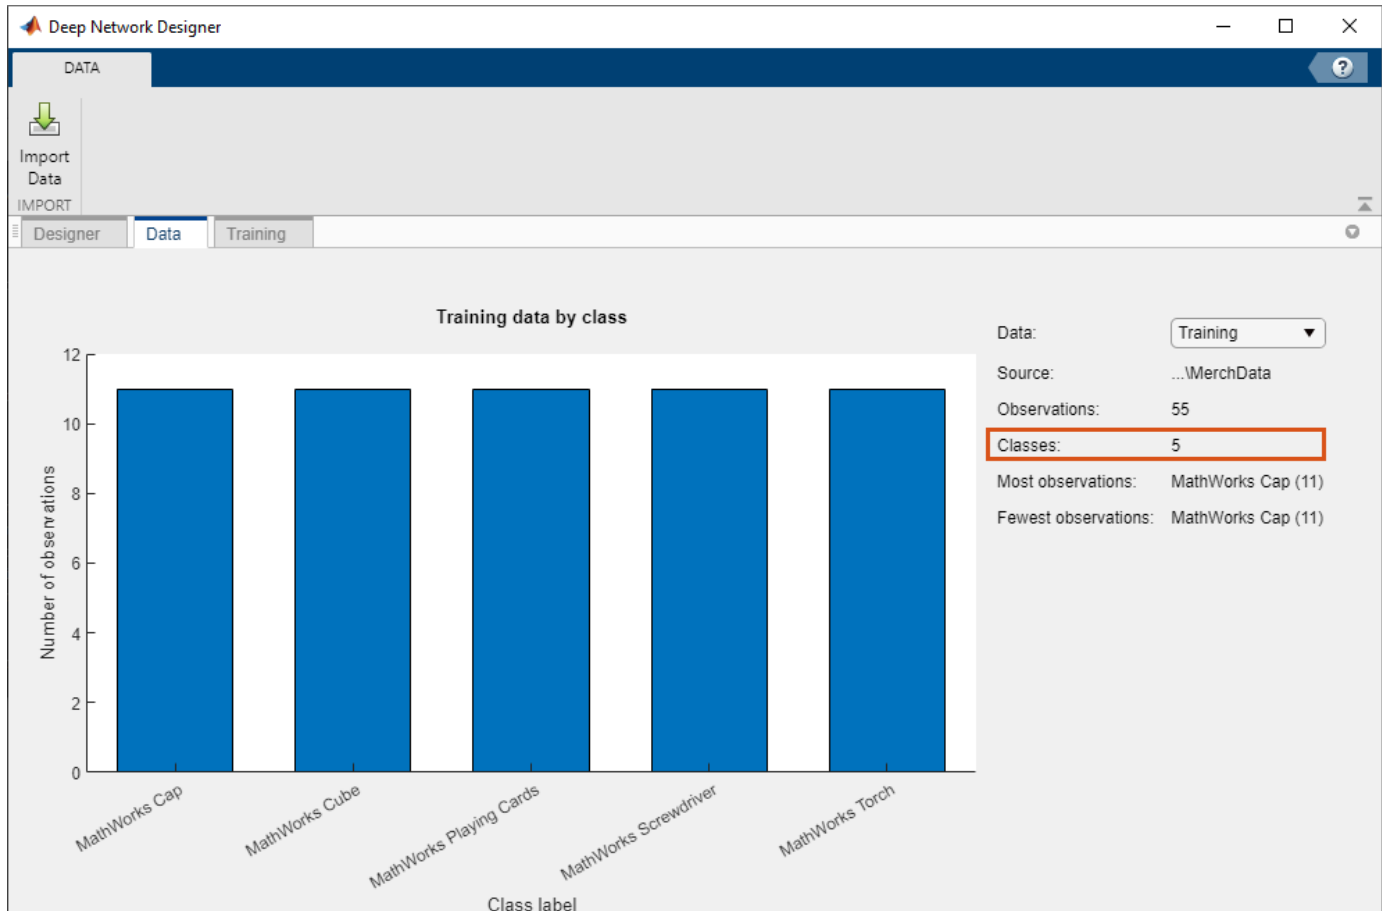 Deep Network Designer
DATA
?
Import
Data
IMPORT
Designer
Data
Training
Training data by class
12
10
8
6
4
2
0
Number of observations
MathWorks Cap
MathWorks Cube
MathWorks Playing Cards
MathWorks Screwdriver
MathWorks Torch
Class label
Data: Training
Source: ...\MerchData
Observations: 55
Classes: 5
Most observations: MathWorks Cap (11)
Fewest observations: MathWorks Cap (11)